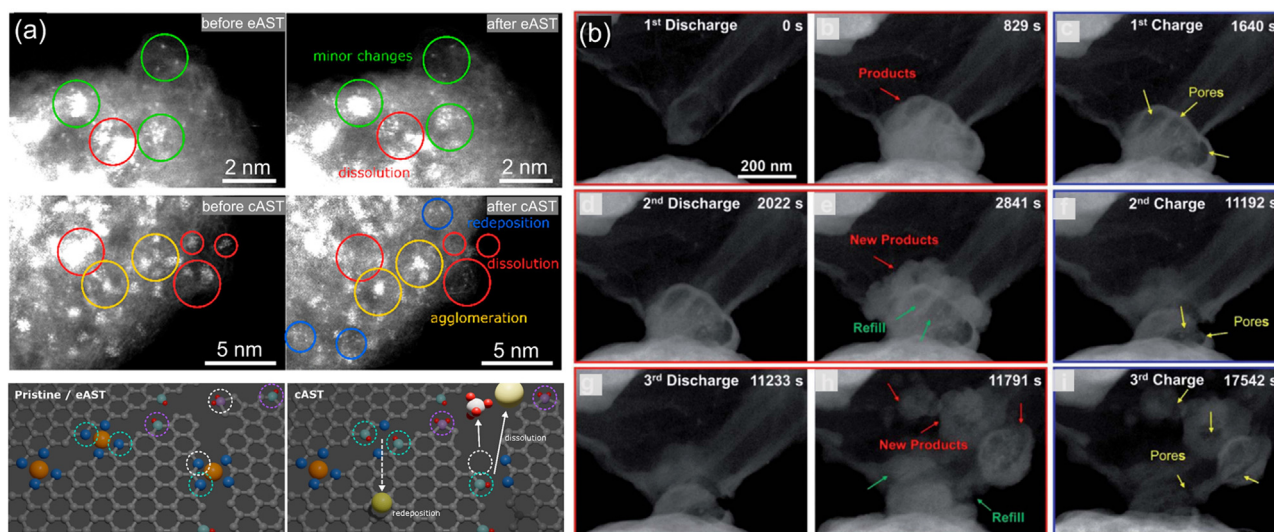 (a)
before eAST
after eAST
minor changes
dissolution
2 nm
2 nm
before cAST
after cAST
redeposition
dissolution
agglomeration
5 nm
5 nm
Pristine / eAST
cAST
dissolution
redeposition
(b)
1st Discharge 0 s
200 nm
b 829 s
Products
c 1st Charge 1640 s
Pores
d 2nd Discharge 2022 s
e 2841 s
New Products
Refill
f 2nd Charge 11192 s
Pores
g 3rd Discharge 11233 s
h 11791 s
New Products
Refill
i 3rd Charge 17542 s
Pores